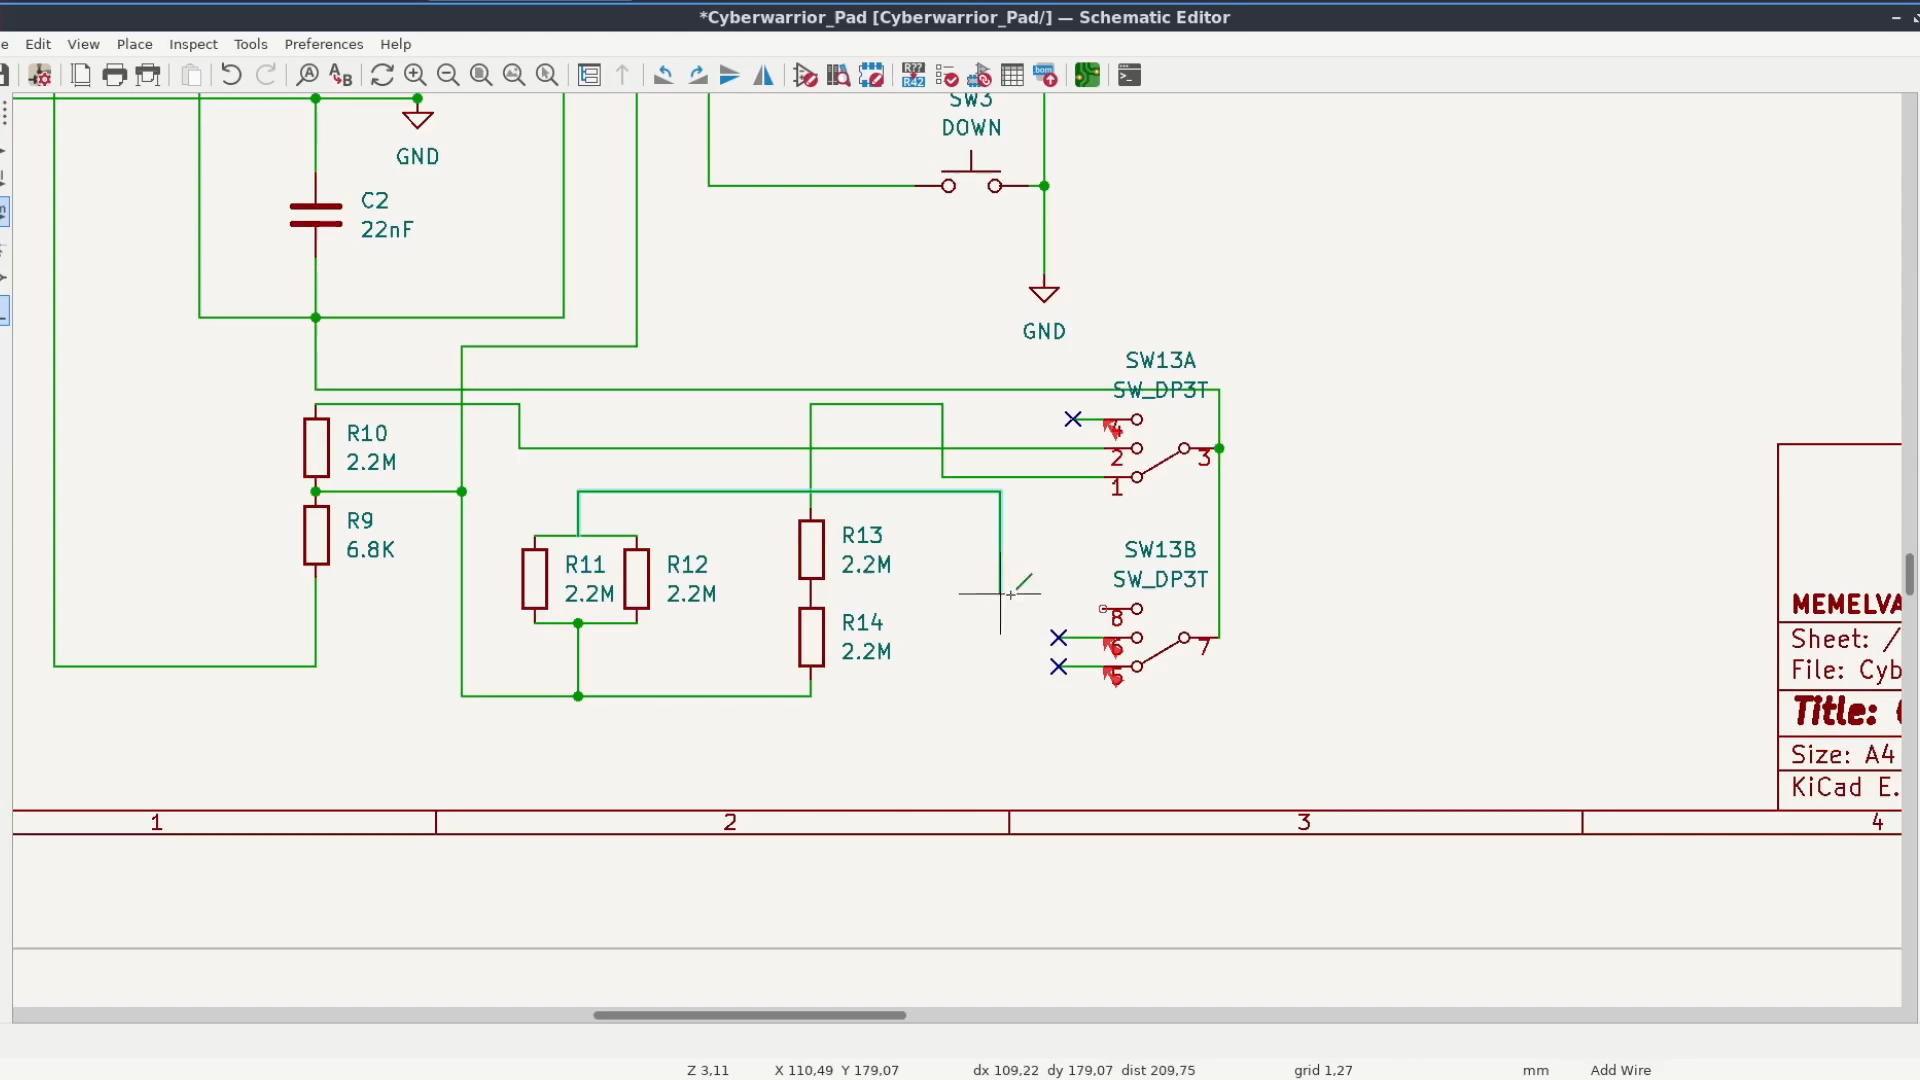 *Cyberwarrior_Pad [Cyberwarrior_Pad/] — Schematic Editor
e Edit View Place Inspect Tools Preferences Help
SW3
DOWN
GND
C2
22nF
GND
SW13A
SW_DP3T
4
2
3
1
R10
2.2M
R9
6.8K
R11
2.2M
R12
2.2M
R13
2.2M
R14
2.2M
SW13B
SW_DP3T
8
6
7
5
MEMELVA
Sheet: /
File: Cyb
Title:
Size: A4
KiCad E.
1 2 3 4
Z 3,11 X 110,49 Y 179,07 dx 109,22 dy 179,07 dist 209,75 grid 1,27 mm Add Wire